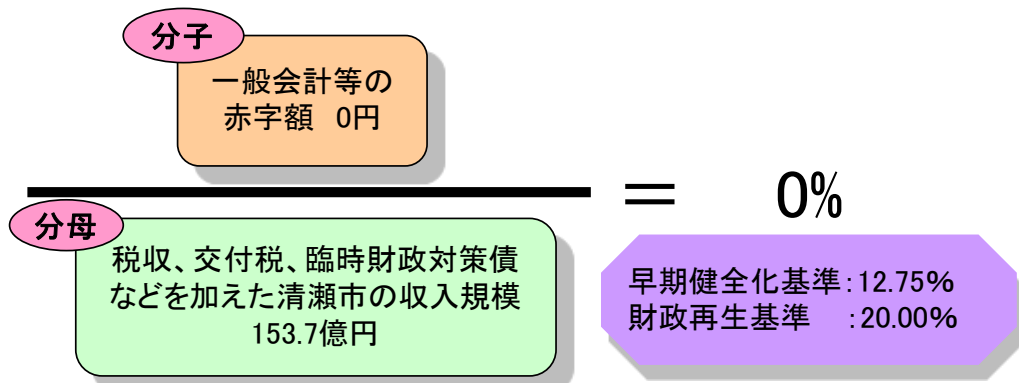 分子
一般会計等の
赤字額 0円
＝ 0%
分母
税収、交付税、臨時財政対策債
などを加えた清瀬市の収入規模
153.7億円
早期健全化基準:12.75%
財政再生基準 :20.00%